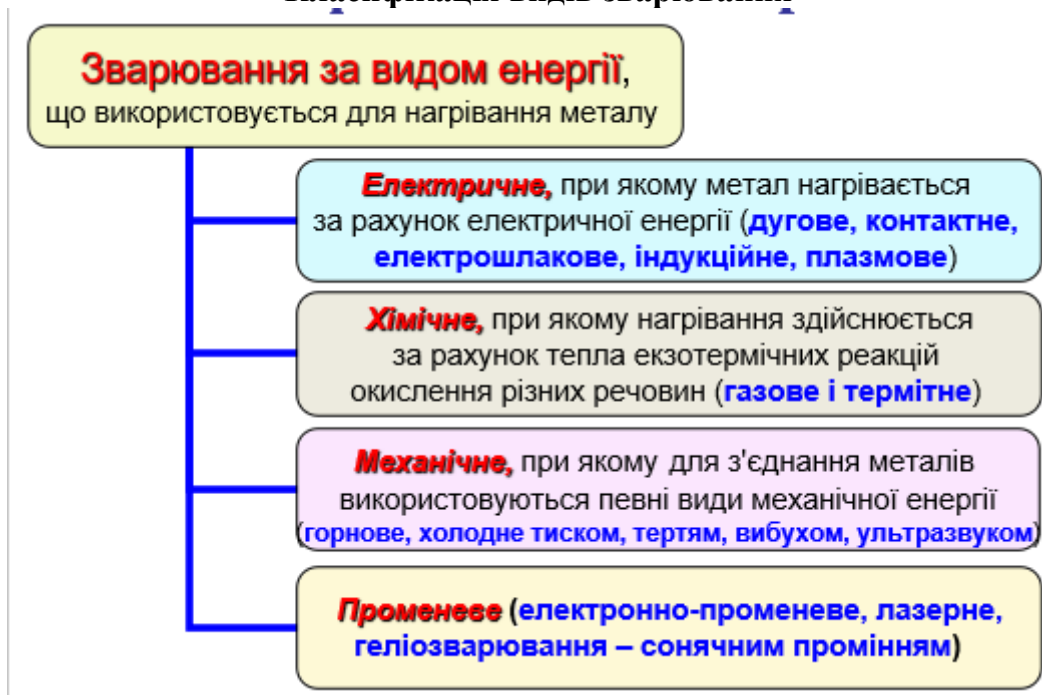 Класифікація видів зварювання
Зварювання за видом енергії,
що використовується для нагрівання металу
Електричне, при якому метал нагрівається
за рахунок електричної енергії (дугове, контактне,
електрошлакове, індукційне, плазмове)
Хімічне, при якому нагрівання здійснюється
за рахунок тепла екзотермічних реакцій
окислення різних речовин (газове і термітне)
Механічне, при якому для з'єднання металів
використовуються певні види механічної енергії
(горнове, холодне тиском, тертям, вибухом, ультразвуком)
Променеве (електронно-променеве, лазерне,
геліозварювання – сонячним промінням)